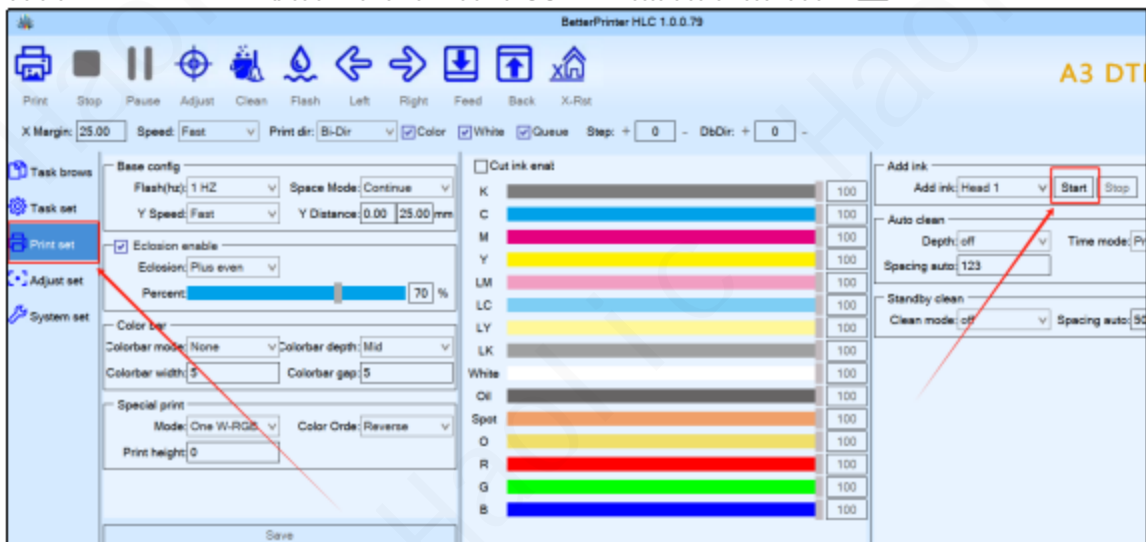 BetterPrinter HLC 1.0.0.79
A3 DT
Print Stop Pause Adjust Clean Flash Left Right Feed Back X-Rst
X Margin: 25.00 Speed: Fast Print dir: Bi-Dir Color White Queue Step: + 0 - DbDir: + 0 -
Task brows
Task set
Print set
Adjust set
System set
Base config
Flash(hz): 1 HZ Space Mode: Continue
Y Speed: Fast Y Distance: 0.00 25.00 mm
Eclosion enable
Eclosion: Plus even
Percent: 70 %
Color bar
Colorbar mode: None Colorbar depth: Mid
Colorbar width: 5 Colorbar gap: 5
Special print
Mode: One W-RGB Color Orde: Reverse
Print height: 0
Save
Cut ink enat
K 100
C 100
M 100
Y 100
LM 100
LC 100
LY 100
LK 100
White 100
Oil 100
Spot 100
O 100
R 100
G 100
B 100
Add ink
Add ink: Head 1 Start Stop
Auto clean
Depth: off Time mode: Pr
Spacing auto: 123
Standby clean
Clean mode: off Spacing auto: 50